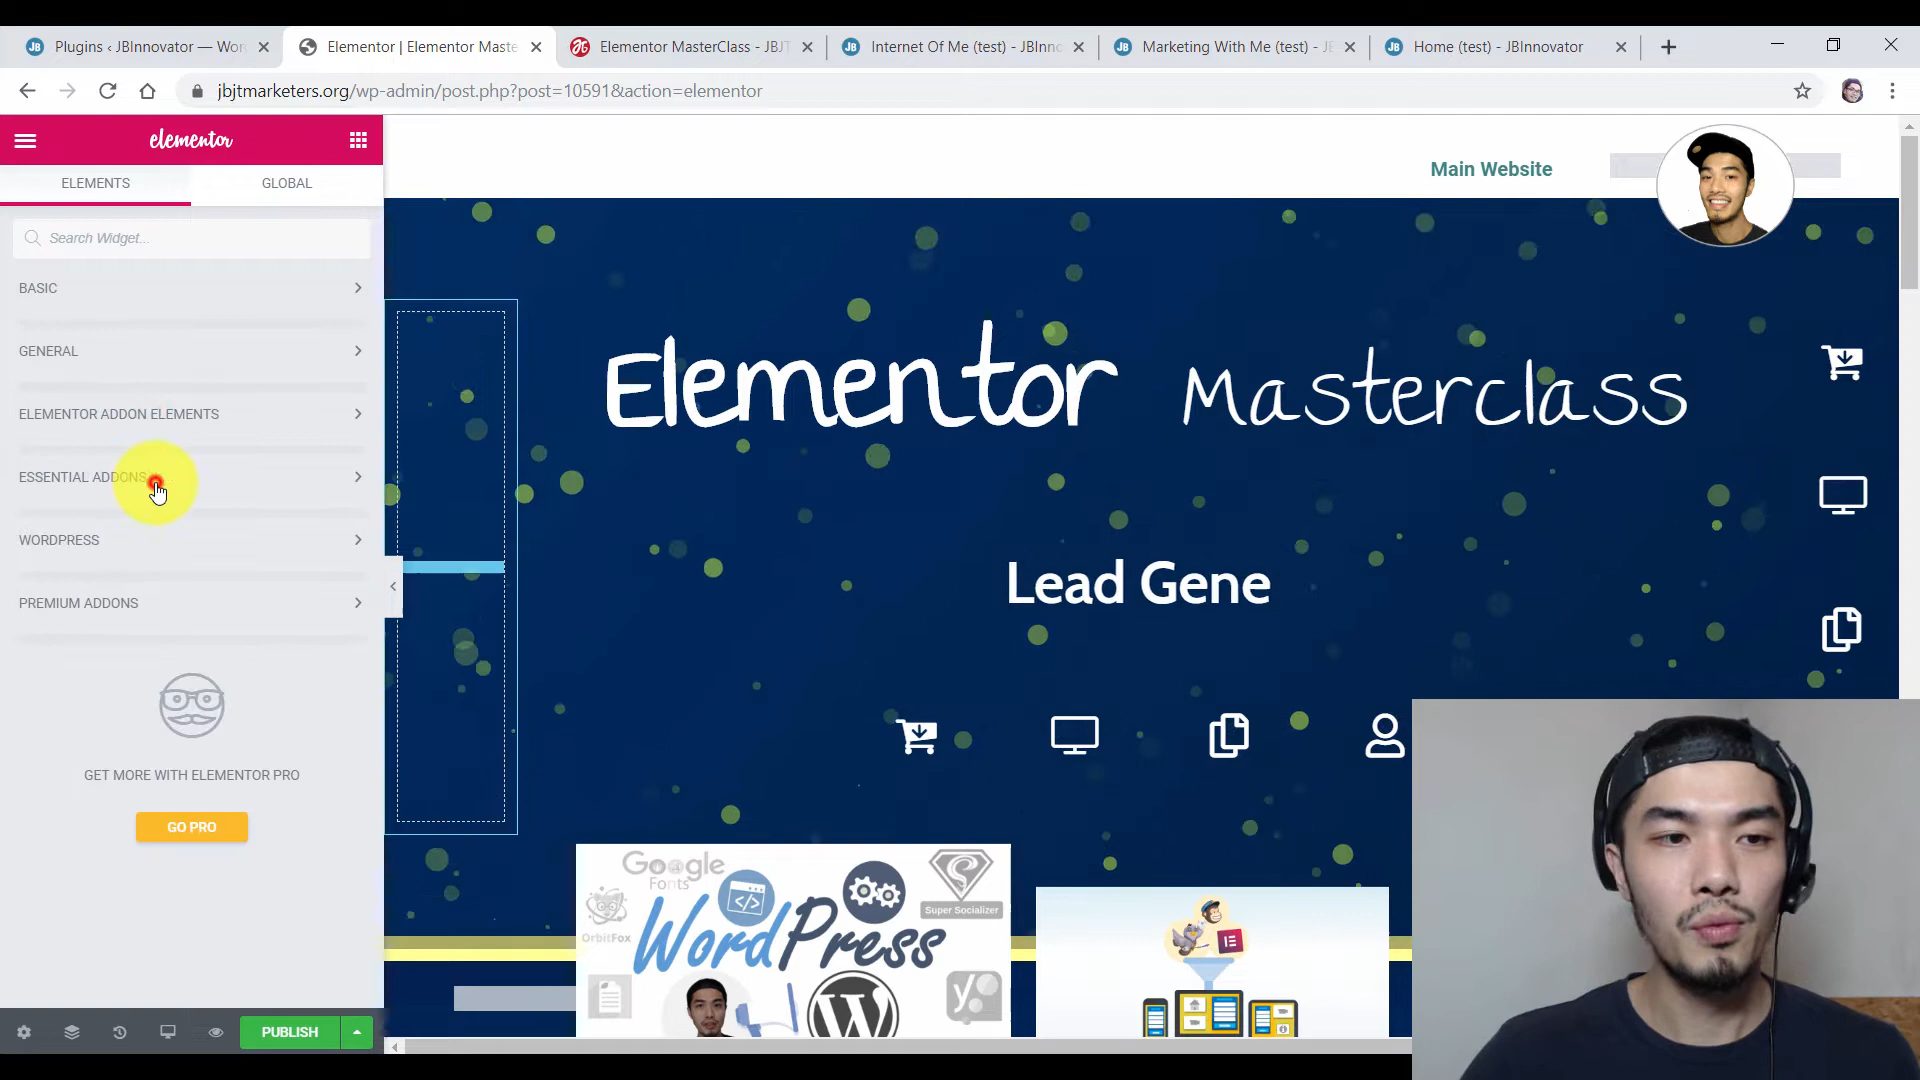 Plugins ‹ JBInnovator — Wor
Elementor | Elementor Maste
Elementor MasterClass - JBJT
Internet Of Me (test) - JBInno
Marketing With Me (test) - JB
Home (test) - JBInnovator
jbjtmarketers.org/wp-admin/post.php?post=10591&action=elementor
elementor
ELEMENTS
GLOBAL
Main Website
Search Widget...
BASIC
GENERAL
ELEMENTOR ADDON ELEMENTS
ESSENTIAL ADDONS
WORDPRESS
PREMIUM ADDONS
GET MORE WITH ELEMENTOR PRO
GO PRO
PUBLISH
Elementor Masterclass
Lead Gene
Google
Fonts
Super Socializer
OrbitFox
WordPress